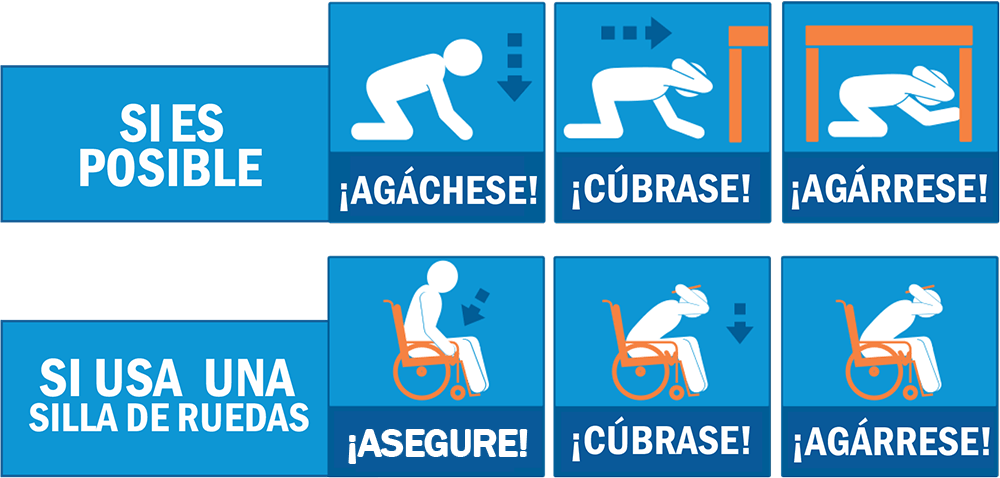 SI ES
POSIBLE
¡AGÁCHESE!
¡CÚBRASE!
¡AGÁRRESE!
SI USA UNA
SILLA DE RUEDAS
¡ASEGURE!
¡CÚBRASE!
¡AGÁRRESE!